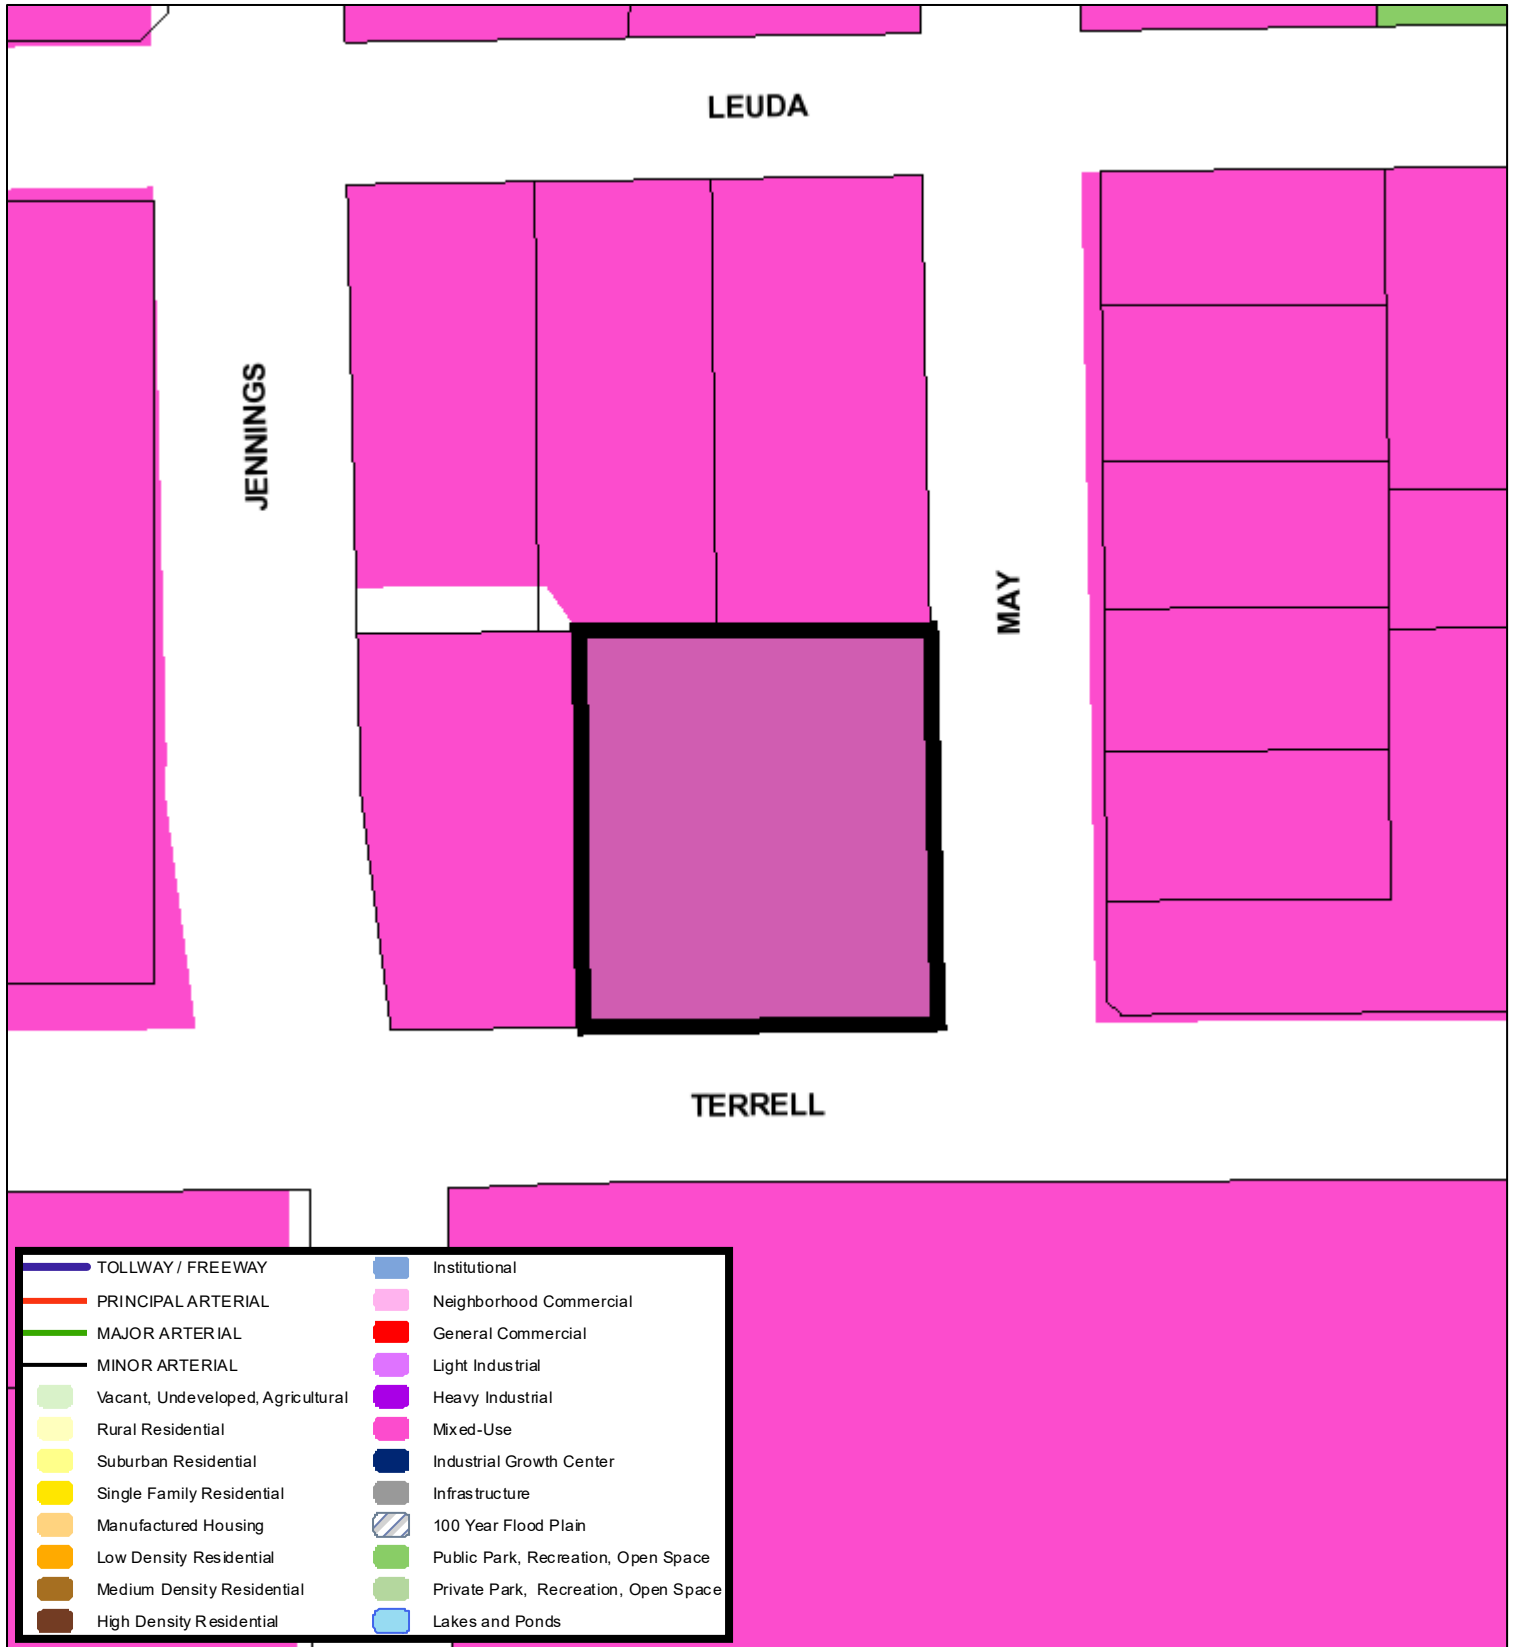 LEUDA
JENNINGS
MAY
TERRELL
TOLLWAY / FREEWAY
PRINCIPAL ARTERIAL
MAJOR ARTERIAL
MINOR ARTERIAL
Vacant, Undeveloped, Agricultural
Rural Residential
Suburban Residential
Single Family Residential
Manufactured Housing
Low Density Residential
Medium Density Residential
High Density Residential
Institutional
Neighborhood Commercial
General Commercial
Light Industrial
Heavy Industrial
Mixed-Use
Industrial Growth Center
Infrastructure
100 Year Flood Plain
Public Park, Recreation, Open Space
Private Park, Recreation, Open Space
Lakes and Ponds